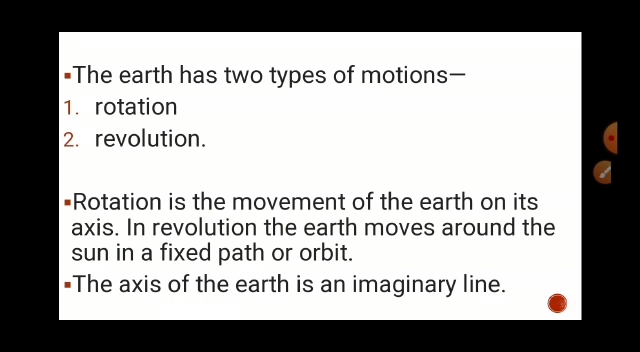 ▪The earth has two types of motions—
1. rotation
2. revolution.
▪Rotation is the movement of the earth on its
axis. In revolution the earth moves around the
sun in a fixed path or orbit.
▪The axis of the earth is an imaginary line.